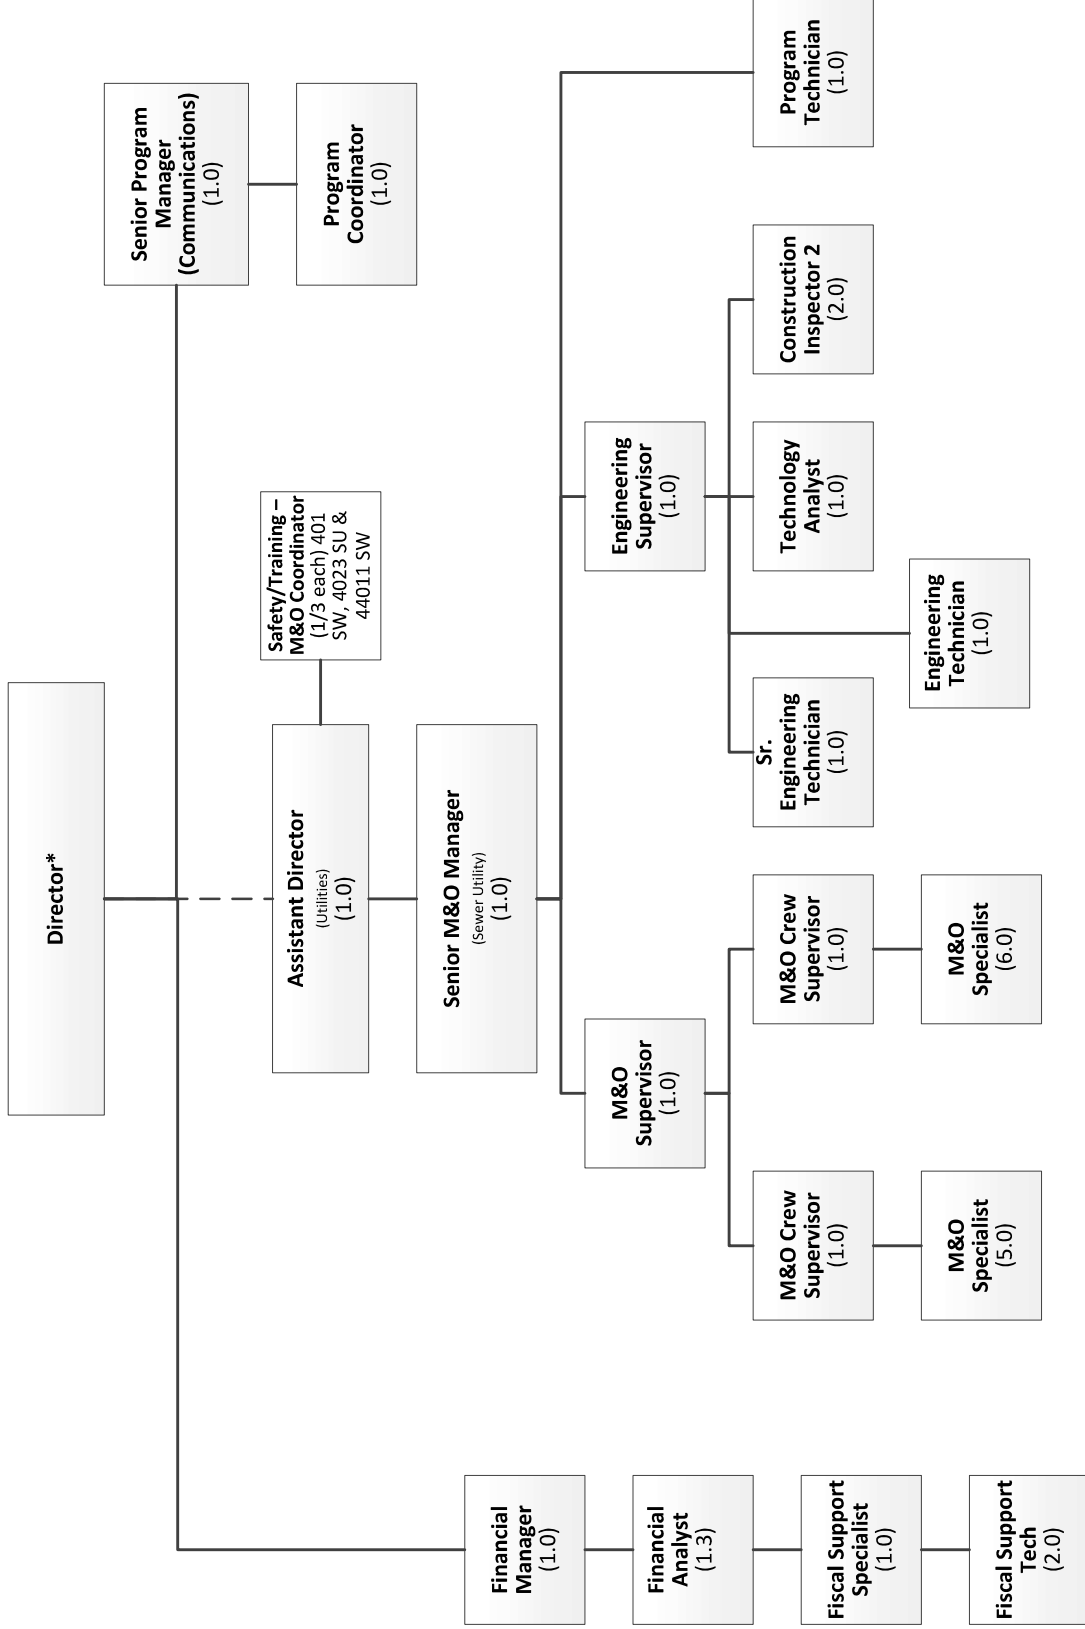 Director*
Senior Program
Manager
(Communications)
(1.0)
Program
Coordinator
(1.0)
Assistant Director
(Utilities)
(1.0)
Safety/Training –
M&O Coordinator
(1/3 each) 401
SW, 4023 SU &
44011 SW
Senior M&O Manager
(Sewer Utility)
(1.0)
Financial
Manager
(1.0)
Financial
Analyst
(1.3)
Fiscal Support
Specialist
(1.0)
Fiscal Support
Tech
(2.0)
M&O
Supervisor
(1.0)
M&O Crew
Supervisor
(1.0)
M&O
Specialist
(5.0)
M&O Crew
Supervisor
(1.0)
M&O
Specialist
(6.0)
Engineering
Supervisor
(1.0)
Sr.
Engineering
Technician
(1.0)
Engineering
Technician
(1.0)
Technology
Analyst
(1.0)
Construction
Inspector 2
(2.0)
Program
Technician
(1.0)